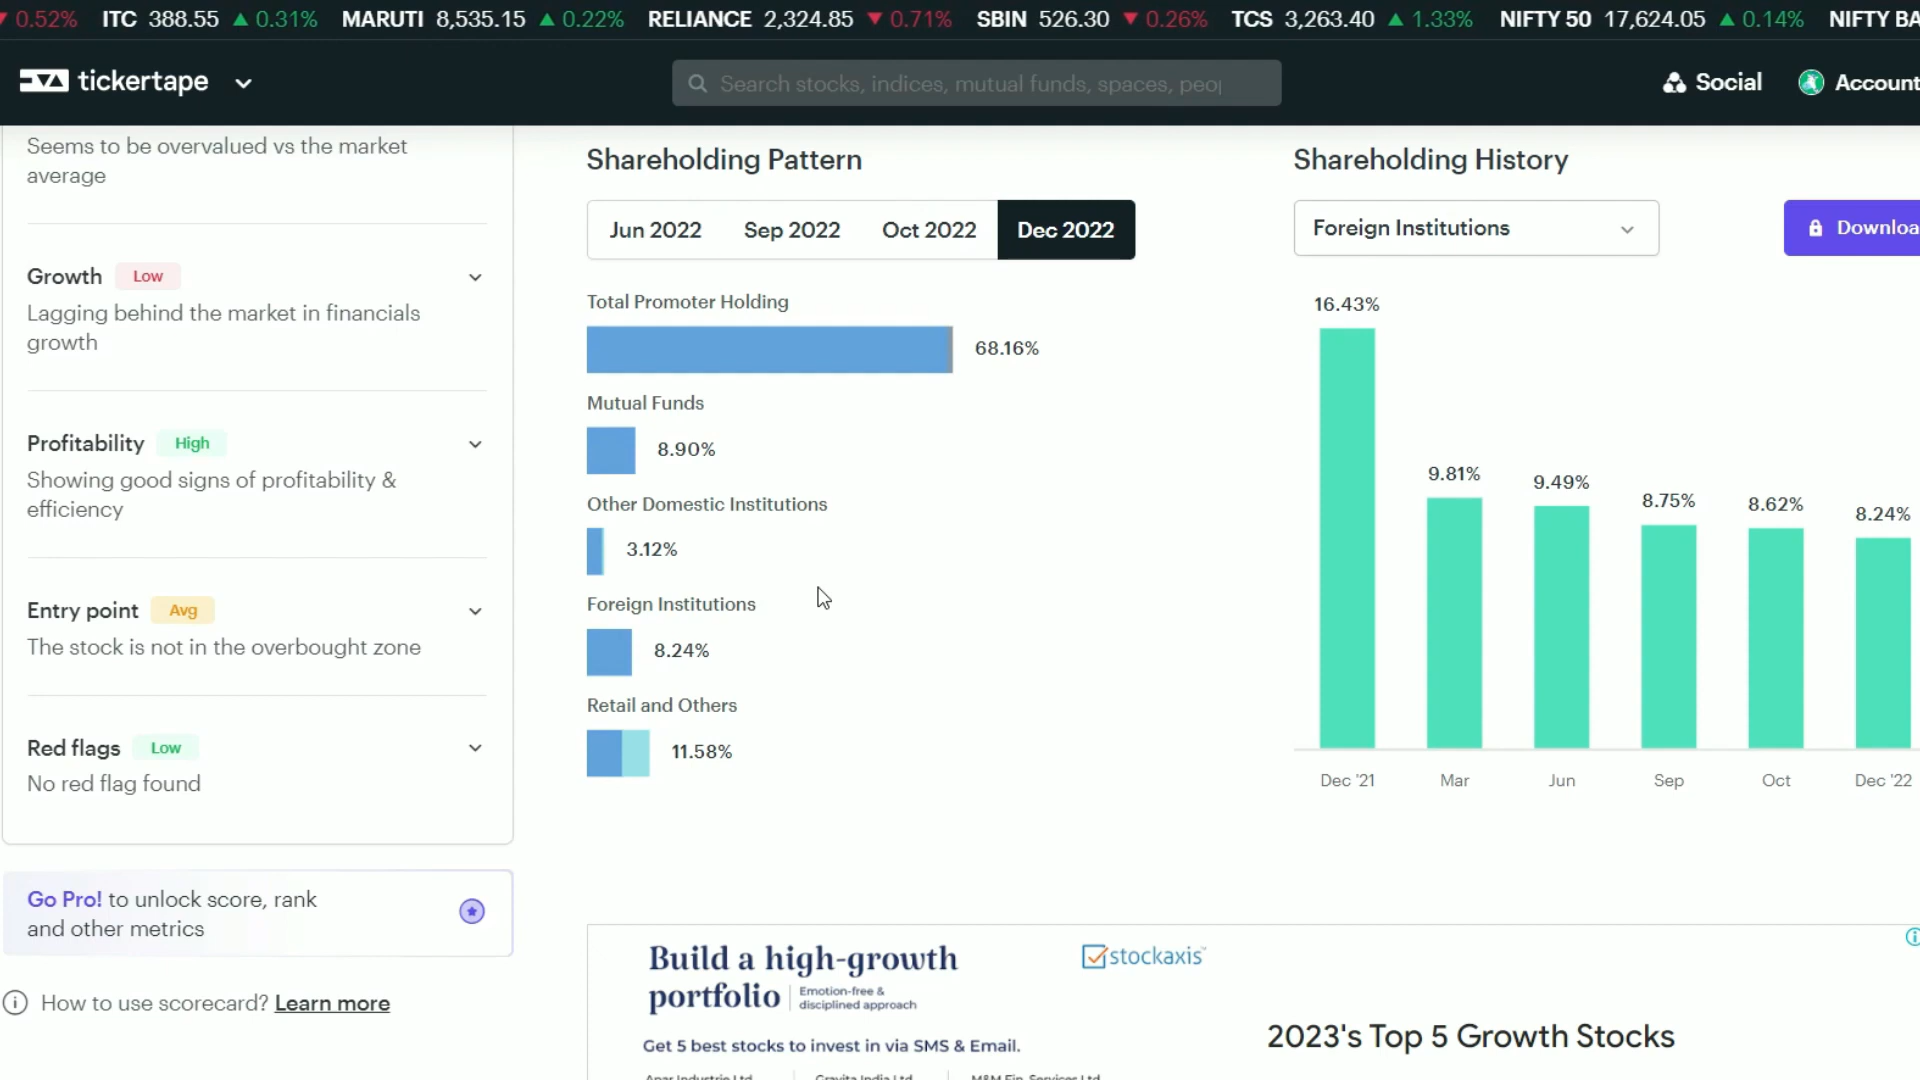 0.52% ITC 388.55 ▲ 0.31% MARUTI 8,535.15 ▲ 0.22% RELIANCE 2,324.85 ▼ 0.71% SBIN 526.30 ▼ 0.26% TCS 3,263.40 ▲ 1.33% NIFTY 50 17,624.05 ▲ 0.14% NIFTY BA
tickertape
Search stocks, indices, mutual funds, spaces, peo
Social
Account
Seems to be overvalued vs the market
average
Growth Low
Lagging behind the market in financials
growth
Profitability High
Showing good signs of profitability &
efficiency
Entry point Avg
The stock is not in the overbought zone
Red flags Low
No red flag found
Go Pro! to unlock score, rank
and other metrics
How to use scorecard? Learn more
Shareholding Pattern
Jun 2022 Sep 2022 Oct 2022 Dec 2022
Total Promoter Holding
68.16%
Mutual Funds
8.90%
Other Domestic Institutions
3.12%
Foreign Institutions
8.24%
Retail and Others
11.58%
Shareholding History
Foreign Institutions
Downloa
16.43%
9.81%
9.49%
8.75%
8.62%
8.24%
Dec '21 Mar Jun Sep Oct Dec '22
Build a high-growth
portfolio
Emotion-free &
disciplined approach
stockaxis
Get 5 best stocks to invest in via SMS & Email.
Apar Industrie Ltd Gravita India Ltd M&M Fin. Services Ltd
2023's Top 5 Growth Stocks